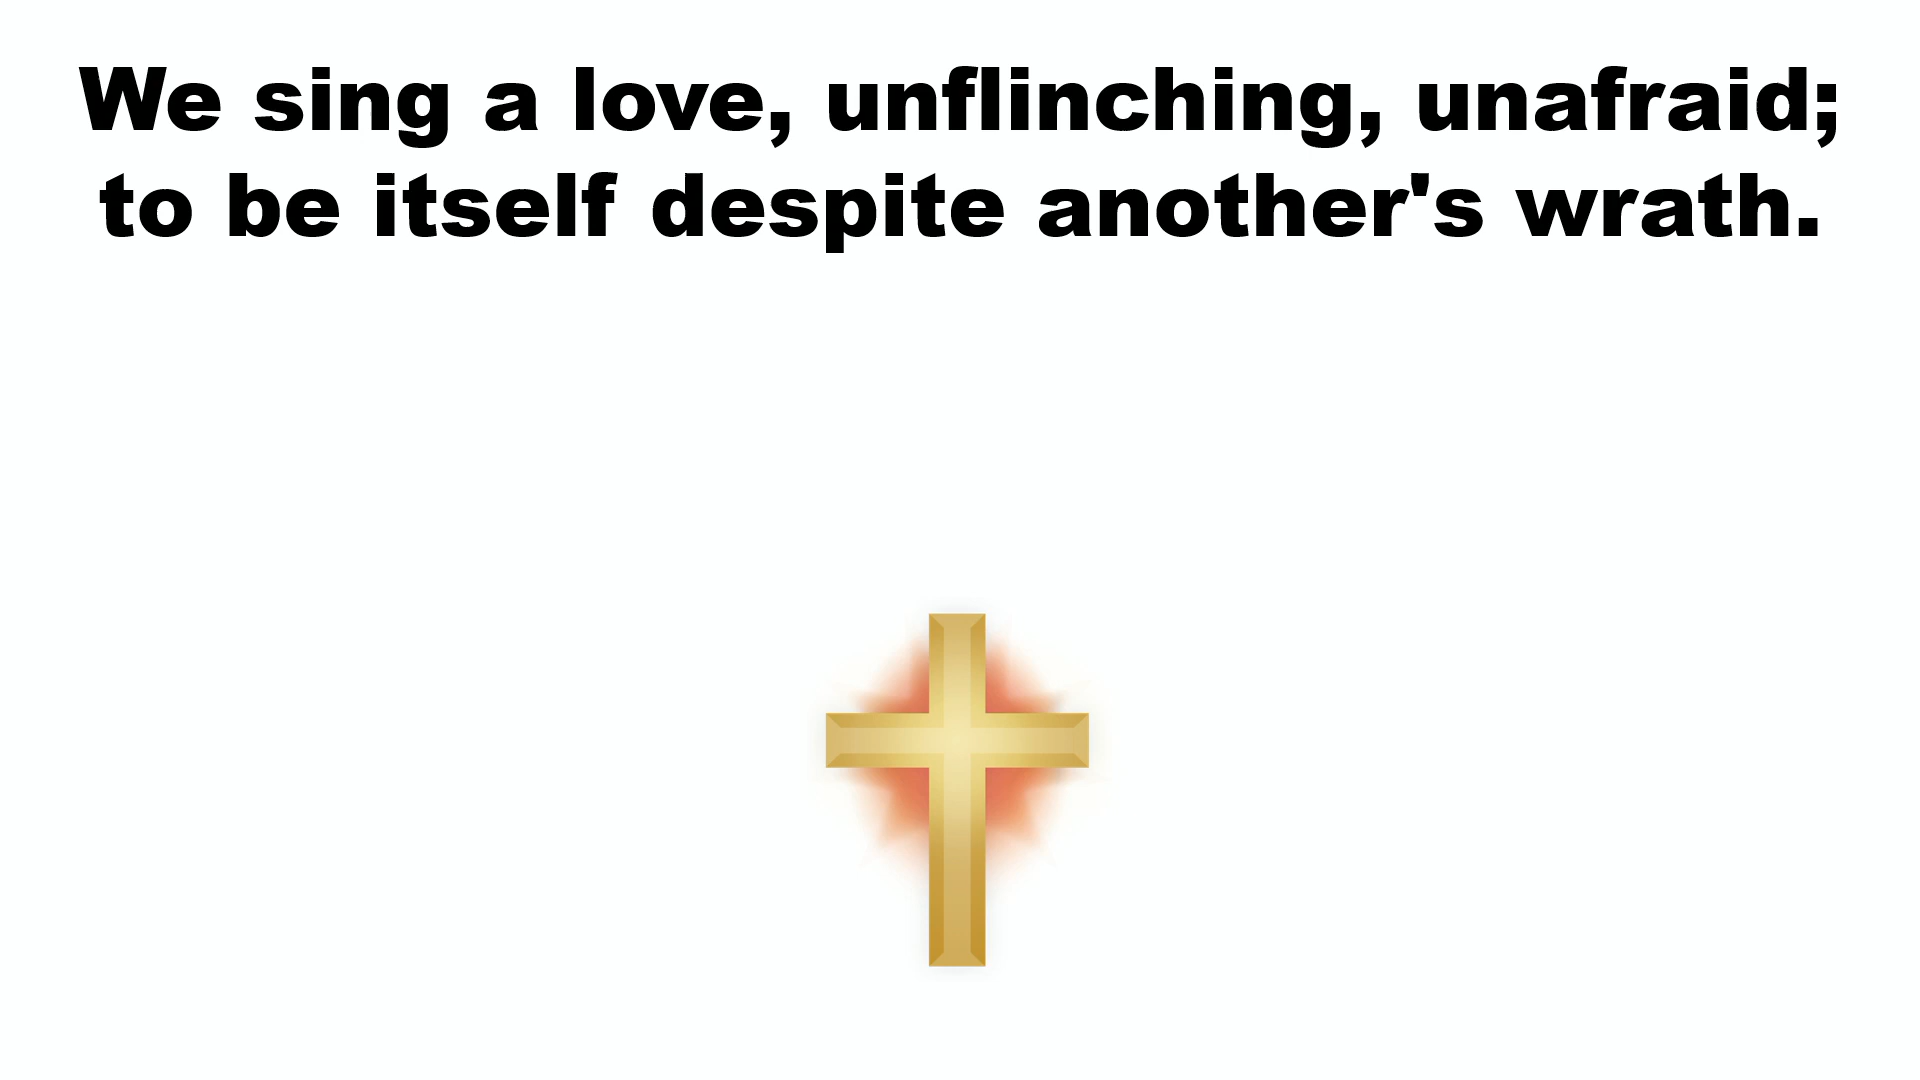 We sing a love, unflinching, unafraid;
to be itself despite another's wrath.